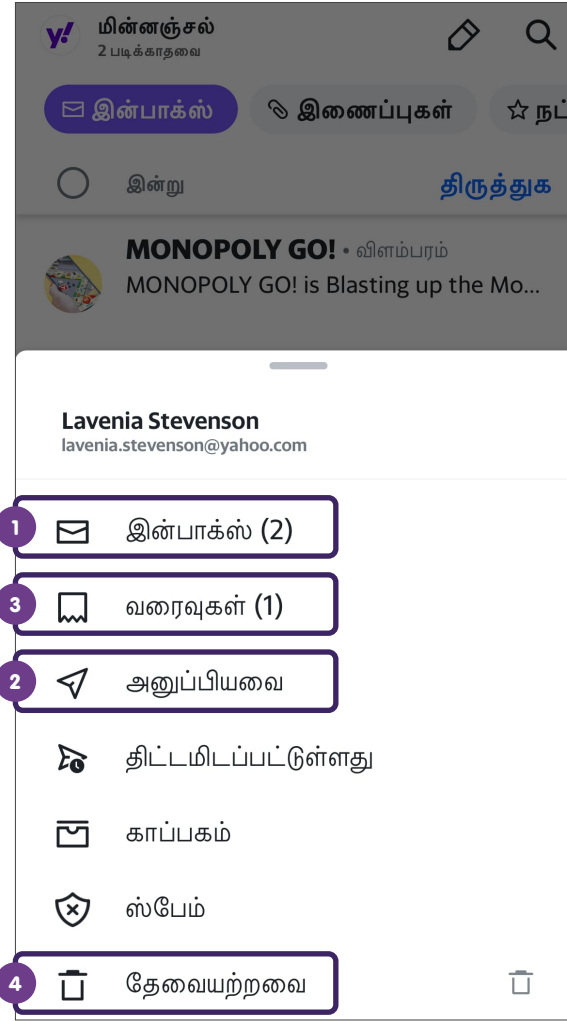 y!
மின்னஞ்சல்
2 படிக்காதவை
இன்பாக்ஸ்
இணைப்புகள்
நட்
இன்று
திருத்துக
MONOPOLY GO! • விளம்பரம்
MONOPOLY GO! is Blasting up the Mo...
Lavenia Stevenson
lavenia.stevenson@yahoo.com
1 இன்பாக்ஸ் (2)
3 வரைவுகள் (1)
2 அனுப்பியவை
திட்டமிடப்பட்டுள்ளது
காப்பகம்
ஸ்பேம்
4 தேவையற்றவை